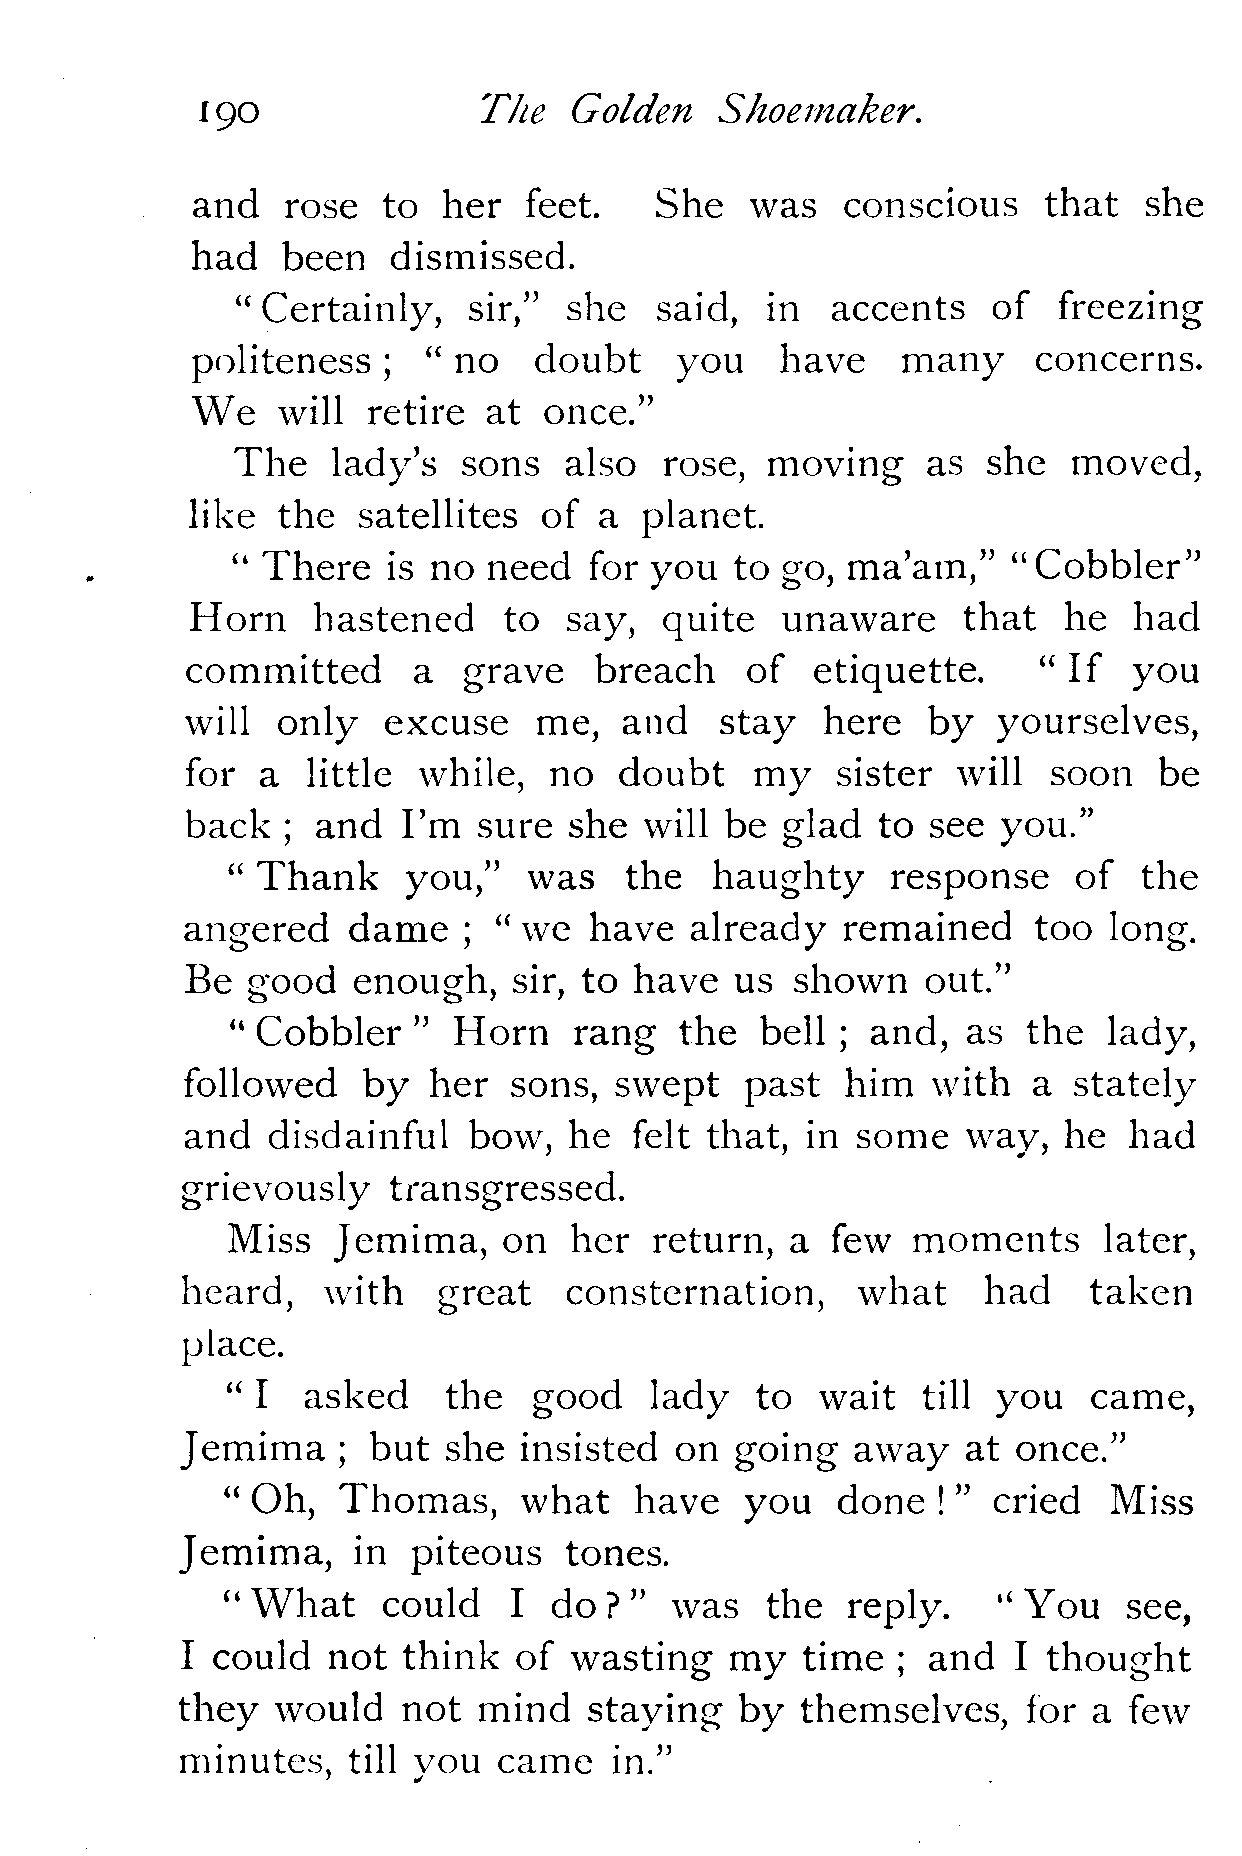 190 The Golden Shoemaker.
and rose to her feet. She was conscious that she
had been dismissed.
“Certainly, sir,” she said, in accents of freezing
politeness ; “ no doubt you have many concerns.
We will retire at once.”
The lady’s sons also rose, moving as she moved,
like the satellites of a planet.
“ There is no need for you to go, ma’am,” “Cobbler”
Horn hastened to say, quite unaware that he had
committed a grave breach of etiquette. “ If you
will only excuse me, and stay here by yourselves,
for a little while, no doubt my sister will soon be
back ; and I’m sure she will be glad to see you.”
“ Thank you,” was the haughty response of the
angered dame ; “ we have already remained too long.
Be good enough, sir, to have us shown out.”
“ Cobbler ” Horn rang the bell ; and, as the lady,
followed by her sons, swept past him with a stately
and disdainful bow, he felt that, in some way, he had
grievously transgressed.
Miss Jemima, on her return, a few moments later,
heard, with great consternation, what had taken
place.
“ I asked the good lady to wait till you came,
Jemima ; but she insisted on going away at once.”
“ Oh, Thomas, what have you done ! ” cried Miss
Jemima, in piteous tones.
“ What could I do ? ” was the reply. “ You see,
I could not think of wasting my time ; and I thought
they would not mind staying by themselves, for a few
minutes, till you came in.”